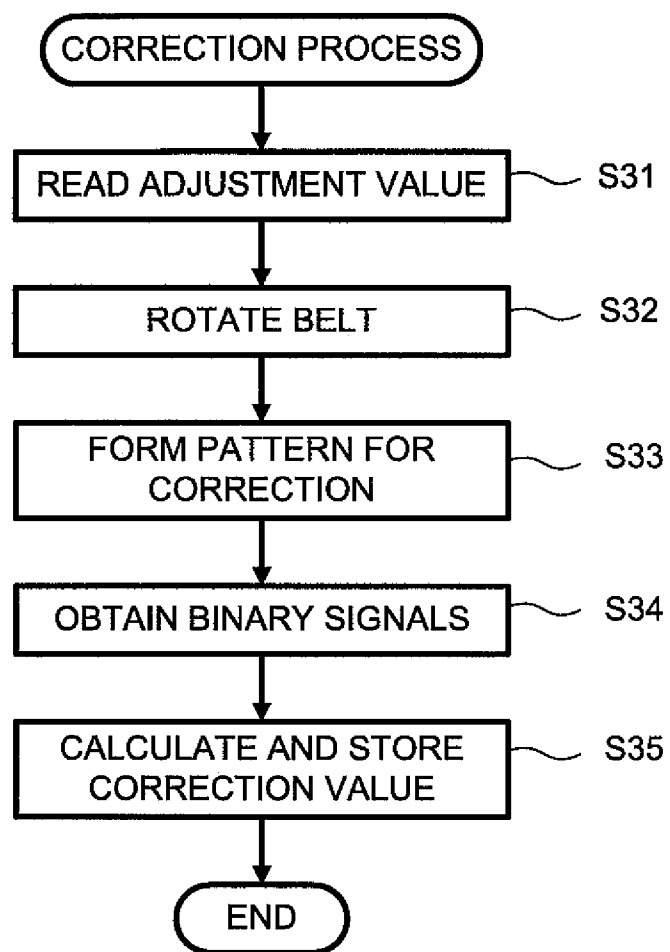 CORRECTION PROCESS
READ ADJUSTMENT VALUE
S31
ROTATE BELT
S32
FORM PATTERN FOR
CORRECTION
S33
OBTAIN BINARY SIGNALS
S34
CALCULATE AND STORE
CORRECTION VALUE
S35
END